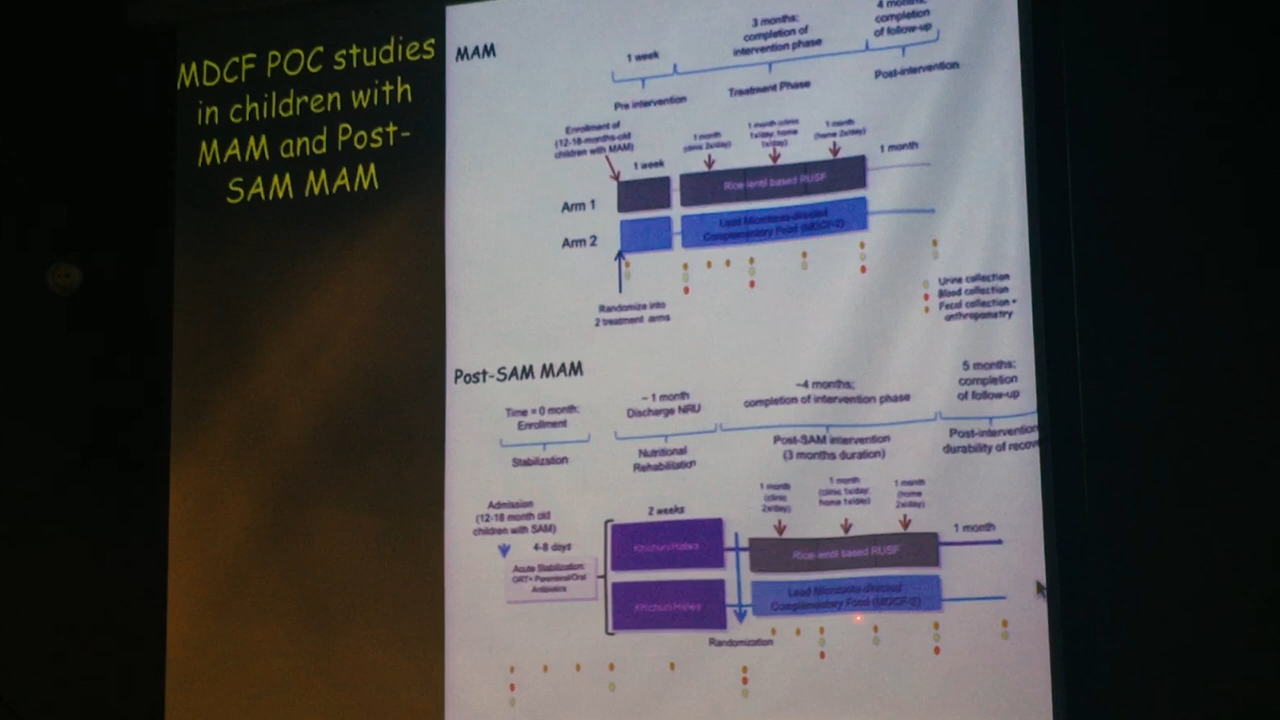 MDCF POC studies
in children with
MAM and Post-
SAM MAM
MAM
1 week
3 months:
completion of
intervention phase
4 months:
completion
of follow-up
Pre intervention
Treatment Phase
Post-intervention
Enrollment of
(12-18-months-old
children with MAM)
1 week
1 month
(clinic 2x/day)
1 month (clinic
1x/day; home
1x/day)
1 month
(home 2x/day)
1 month
Arm 1
Rice-lentil based RUSF
Arm 2
Lead Microbiota-directed
Complementary Food (MDCF-2)
Randomize into
2 treatment arms
Urine collection
Blood collection
Fecal collection +
anthropometry
Post-SAM MAM
Time = 0 month:
Enrollment
~ 1 month
Discharge NRU
~4 months:
completion of intervention phase
5 months:
completion
of follow-up
Stabilization
Nutritional
Rehabilitation
Post-SAM intervention
(3 months duration)
Post-intervention
durability of recov
Admission
(12-18 month old
children with SAM)
4-8 days
Acute Stabilization:
ORT+ Parenteral/Oral
Antibiotics
2 weeks
Khichuri/Halwa
Khichuri/Halwa
Randomization
1 month
(clinic
2x/day)
1 month
(clinic 1x/day;
home 1x/day)
1 month
(home
2x/day)
1 month
Rice-lentil based RUSF
Lead Microbiota-directed
Complementary Food (MDCF-2)